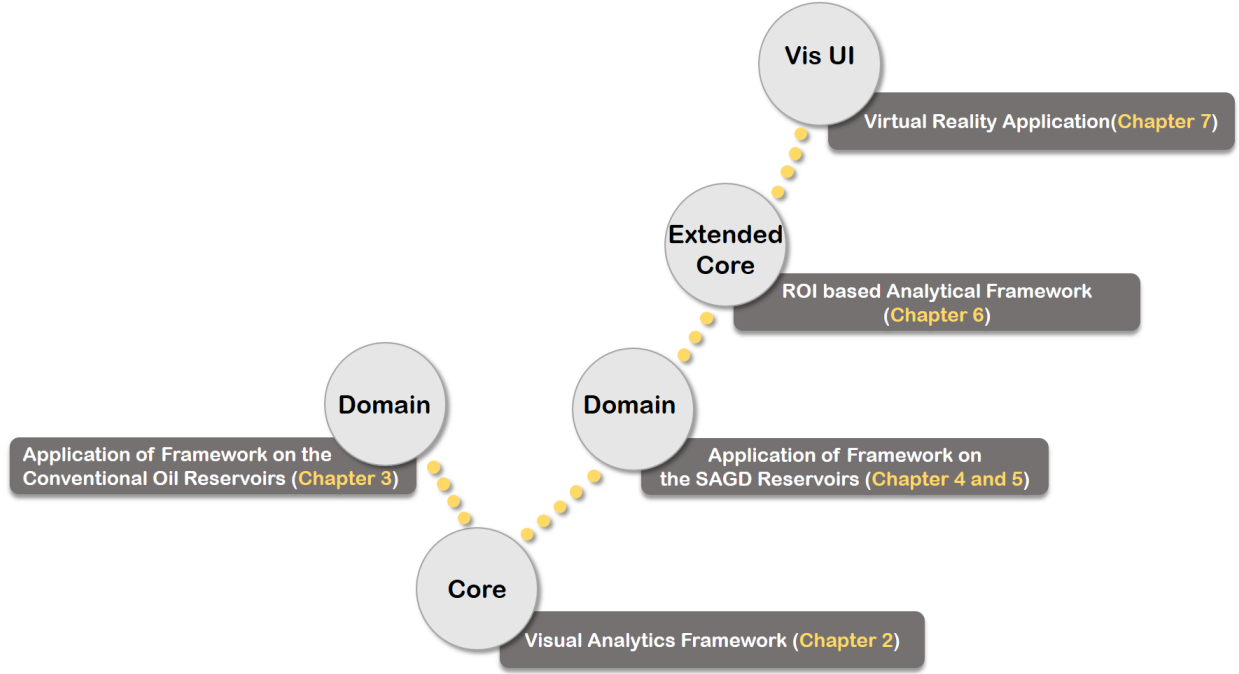 Vis UI
Virtual Reality Application(Chapter 7)
Extended
Core
ROI based Analytical Framework
(Chapter 6)
Domain
Application of Framework on the
Conventional Oil Reservoirs (Chapter 3)
Domain
Application of Framework on
the SAGD Reservoirs (Chapter 4 and 5)
Core
Visual Analytics Framework (Chapter 2)